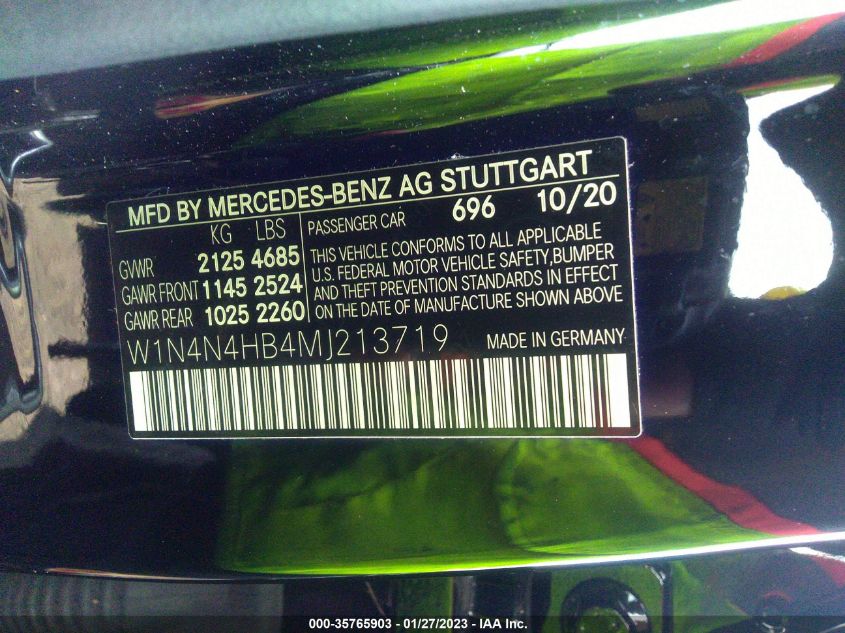 MFD BY MERCEDES-BENZ AG STUTTGART
KG LBS
GVWR 2125 4685
GAWR FRONT 1145 2524
GAWR REAR 1025 2260
PASSENGER CAR 696 10/20
THIS VEHICLE CONFORMS TO ALL APPLICABLE
U.S. FEDERAL MOTOR VEHICLE SAFETY,BUMPER
AND THEFT PREVENTION STANDARDS IN EFFECT
ON THE DATE OF MANUFACTURE SHOWN ABOVE
W1N4N4HB4MJ213719 MADE IN GERMANY
000-35765903 - 01/27/2023 - IAA Inc.